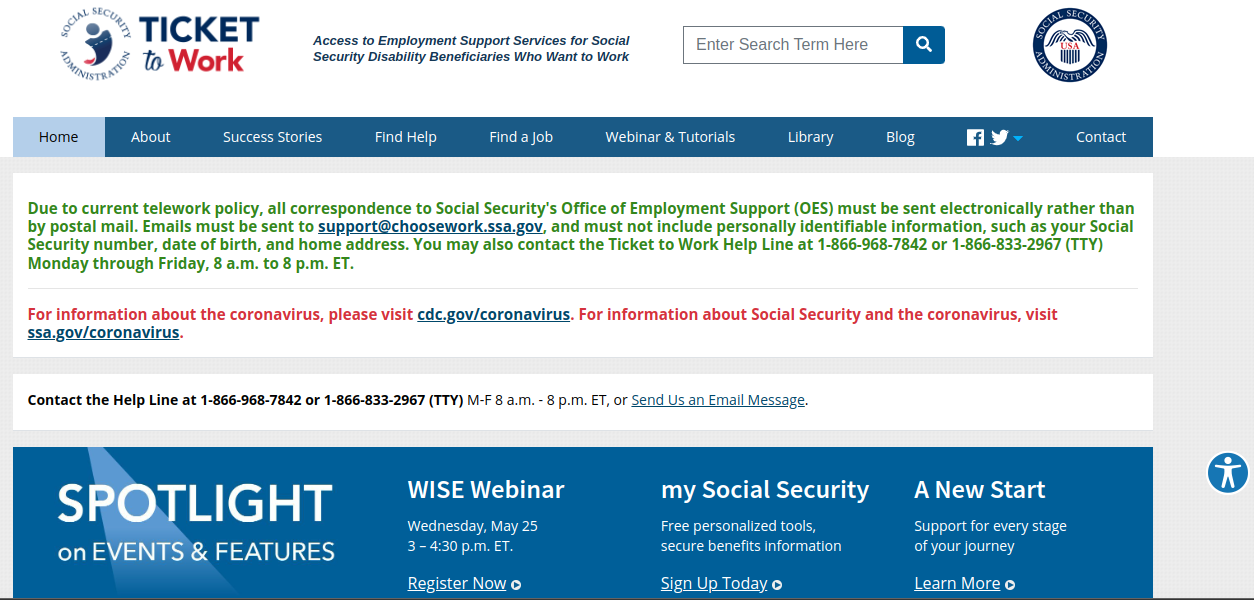 SOCIAL SECURITY ADMINISTRATION
TICKET
to Work
Access to Employment Support Services for Social
Security Disability Beneficiaries Who Want to Work
Enter Search Term Here
SOCIAL SECURITY ADMINISTRATION
USA
Home About Success Stories Find Help Find a Job Webinar & Tutorials Library Blog Contact
Due to current telework policy, all correspondence to Social Security's Office of Employment Support (OES) must be sent electronically rather than
by postal mail. Emails must be sent to support@choosework.ssa.gov, and must not include personally identifiable information, such as your Social
Security number, date of birth, and home address. You may also contact the Ticket to Work Help Line at 1-866-968-7842 or 1-866-833-2967 (TTY)
Monday through Friday, 8 a.m. to 8 p.m. ET.
For information about the coronavirus, please visit cdc.gov/coronavirus. For information about Social Security and the coronavirus, visit
ssa.gov/coronavirus.
Contact the Help Line at 1-866-968-7842 or 1-866-833-2967 (TTY) M-F 8 a.m. - 8 p.m. ET, or Send Us an Email Message.
SPOTLIGHT
on EVENTS & FEATURES
WISE Webinar
Wednesday, May 25
3 – 4:30 p.m. ET.
Register Now
my Social Security
Free personalized tools,
secure benefits information
Sign Up Today
A New Start
Support for every stage
of your journey
Learn More